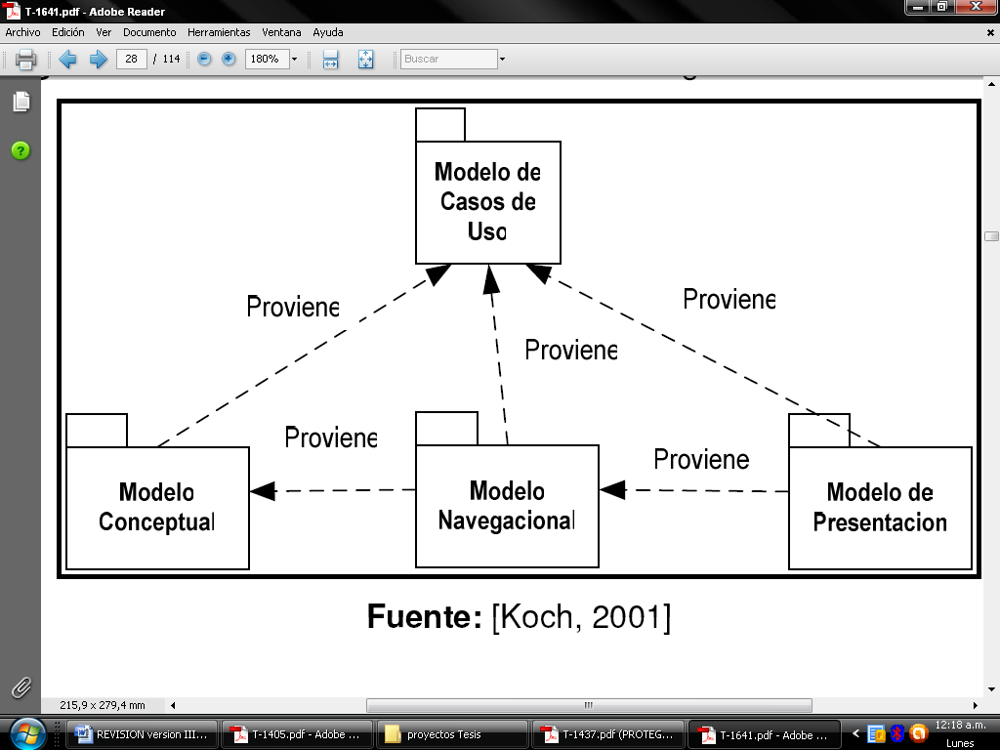 T-1641.pdf - Adobe Reader
Archivo Edición Ver Documento Herramientas Ventana Ayuda
28 / 114 180% Buscar
Modelo de
Casos de
Uso
Proviene
Proviene
Proviene
Proviene
Proviene
Modelo
Conceptual
Modelo
Navegacional
Modelo de
Presentacion
Fuente: [Koch, 2001]
215,9 x 279,4 mm
REVISION version III... T-1405.pdf - Adobe ... proyectos Tesis T-1437.pdf (PROTEG... T-1641.pdf - Adobe ...
12:18 a.m.
Lunes